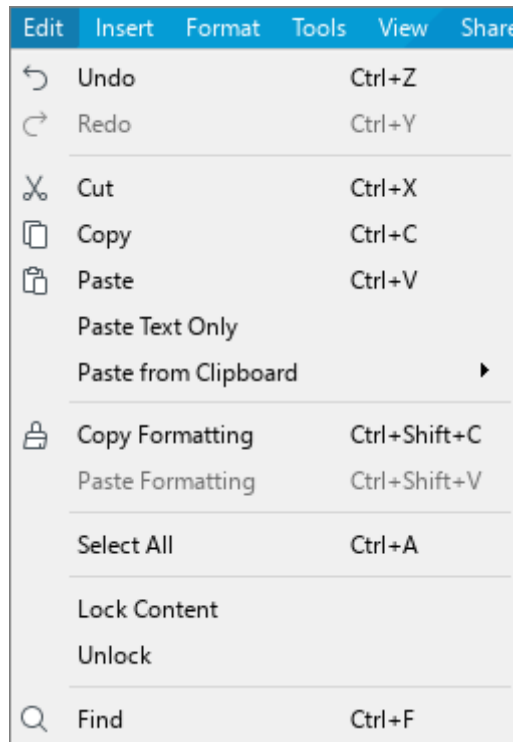 Edit Insert Format Tools View Share
Undo Ctrl+Z
Redo Ctrl+Y
Cut Ctrl+X
Copy Ctrl+C
Paste Ctrl+V
Paste Text Only
Paste from Clipboard
Copy Formatting Ctrl+Shift+C
Paste Formatting Ctrl+Shift+V
Select All Ctrl+A
Lock Content
Unlock
Find Ctrl+F